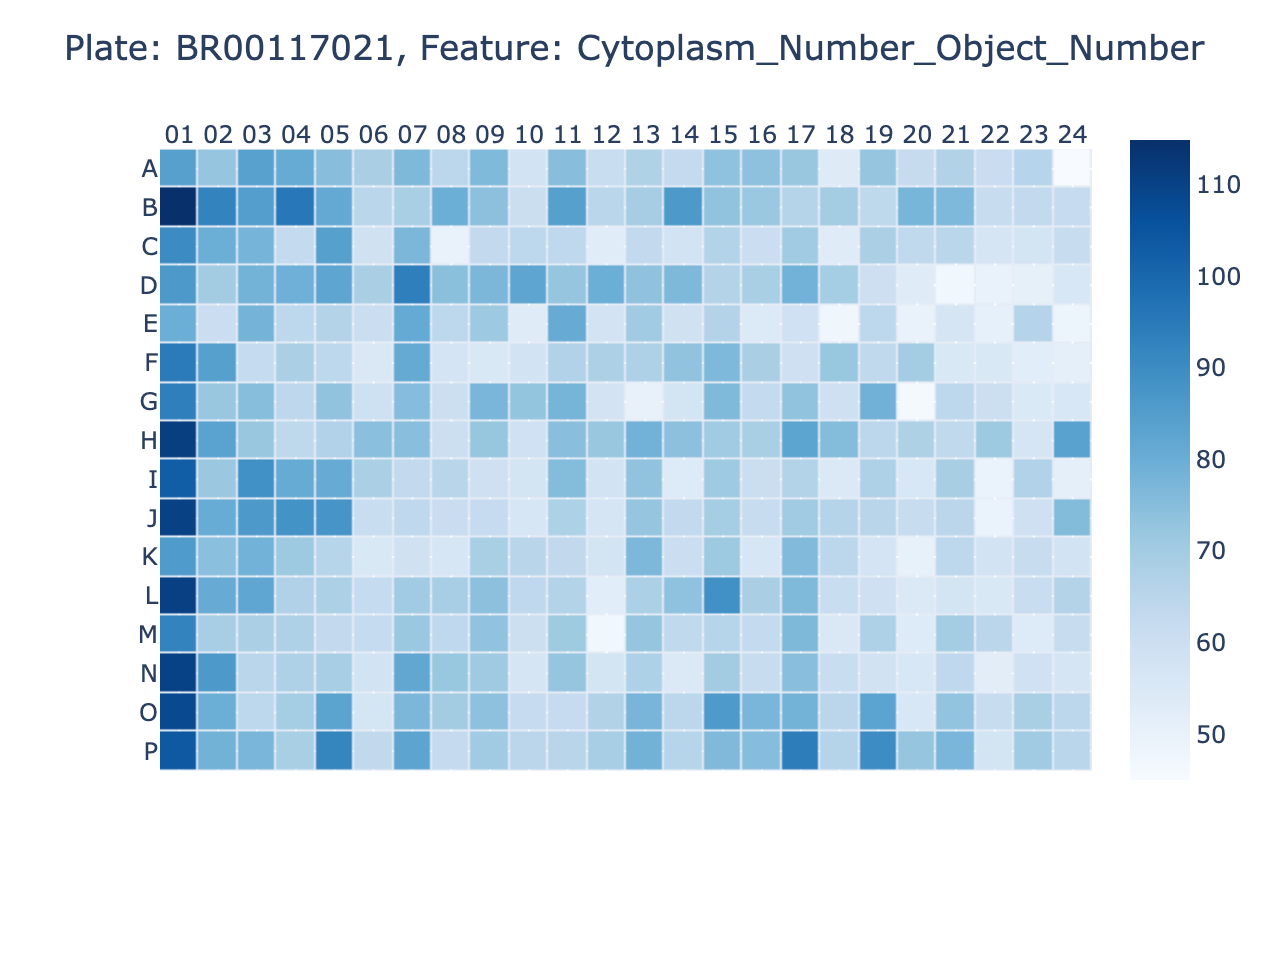 Plate: BR00117021, Feature: Cytoplasm_Number_Object_Number
01 02 03 04 05 06 07 08 09 10 11 12 13 14 15 16 17 18 19 20 21 22 23 24
A
B
C
D
E
F
G
H
I
J
K
L
M
N
O
P
110
100
90
80
70
60
50